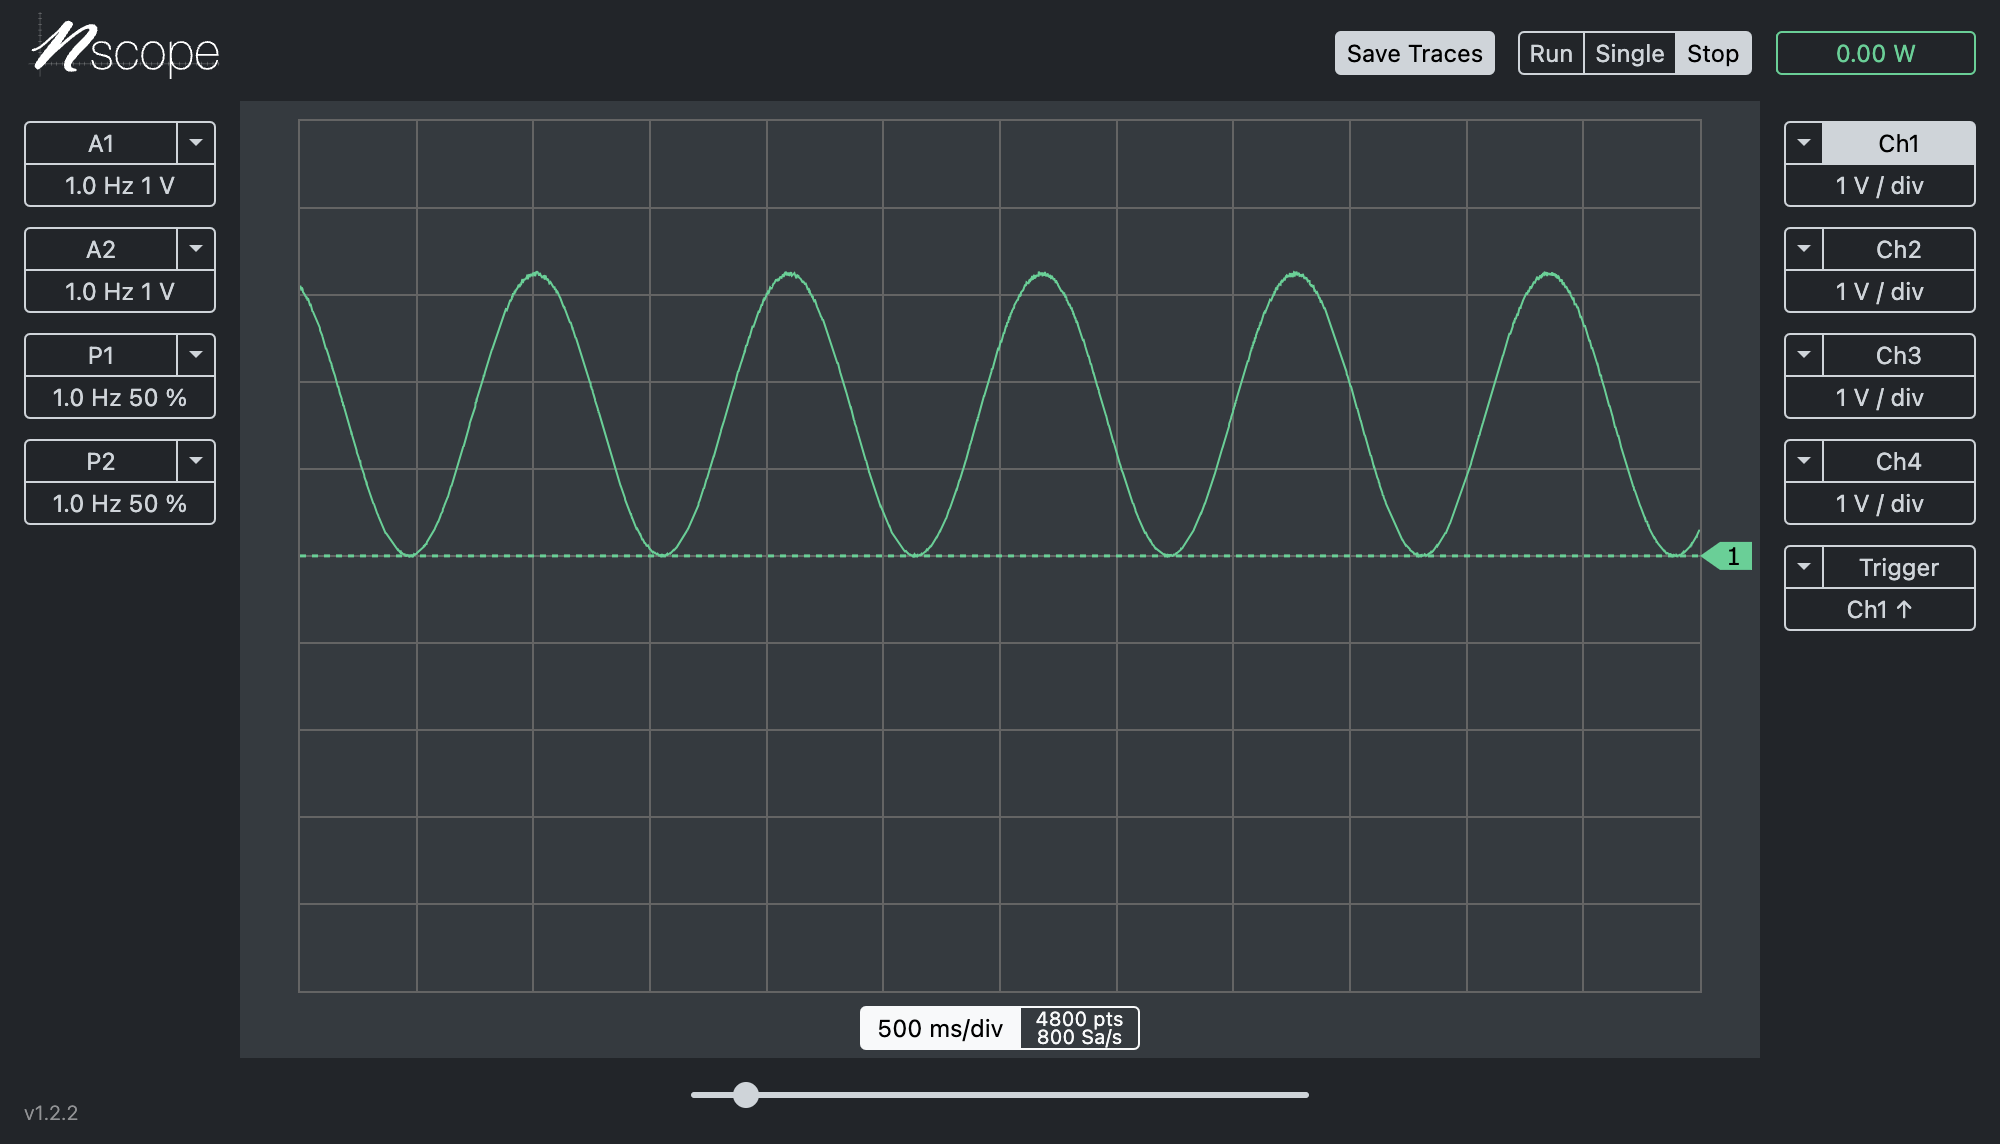 nscope
Save Traces
Run
Single
Stop
0.00 W
A1
1.0 Hz 1 V
A2
1.0 Hz 1 V
P1
1.0 Hz 50 %
P2
1.0 Hz 50 %
Ch1
1 V / div
Ch2
1 V / div
Ch3
1 V / div
Ch4
1 V / div
Trigger
Ch1 ↑
1
500 ms/div
4800 pts
800 Sa/s
v1.2.2